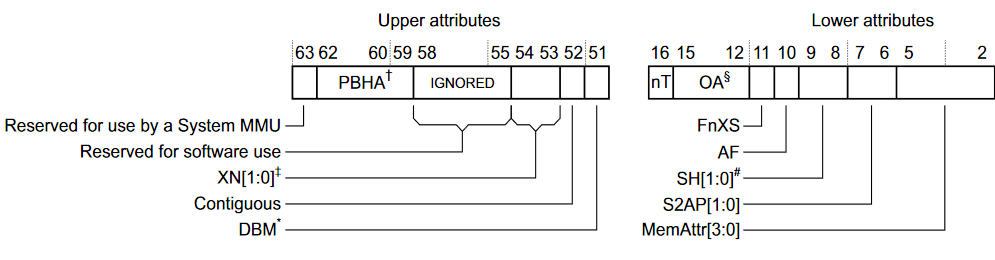 Upper attributes
Lower attributes
63 62 60 59 58 55 54 53 52 51
16 15 12 11 10 9 8 7 6 5 2
PBHA†
IGNORED
nT
OA§
Reserved for use by a System MMU
Reserved for software use
XN[1:0]‡
Contiguous
DBM*
FnXS
AF
SH[1:0]#
S2AP[1:0]
MemAttr[3:0]